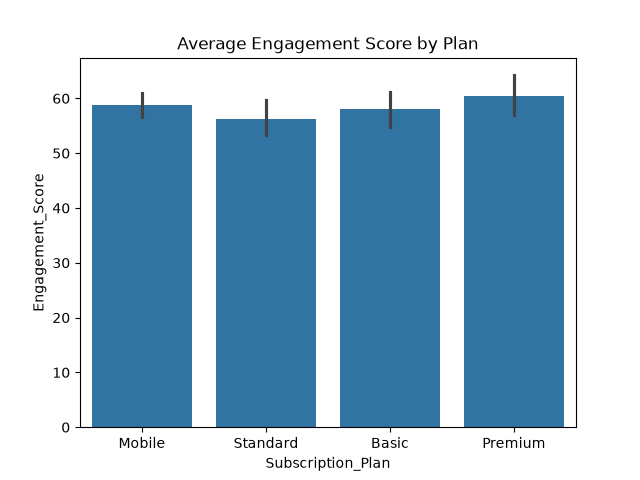 Average Engagement Score by Plan
Engagement_Score
60
50
40
30
20
10
0
Mobile Standard Basic Premium
Subscription_Plan